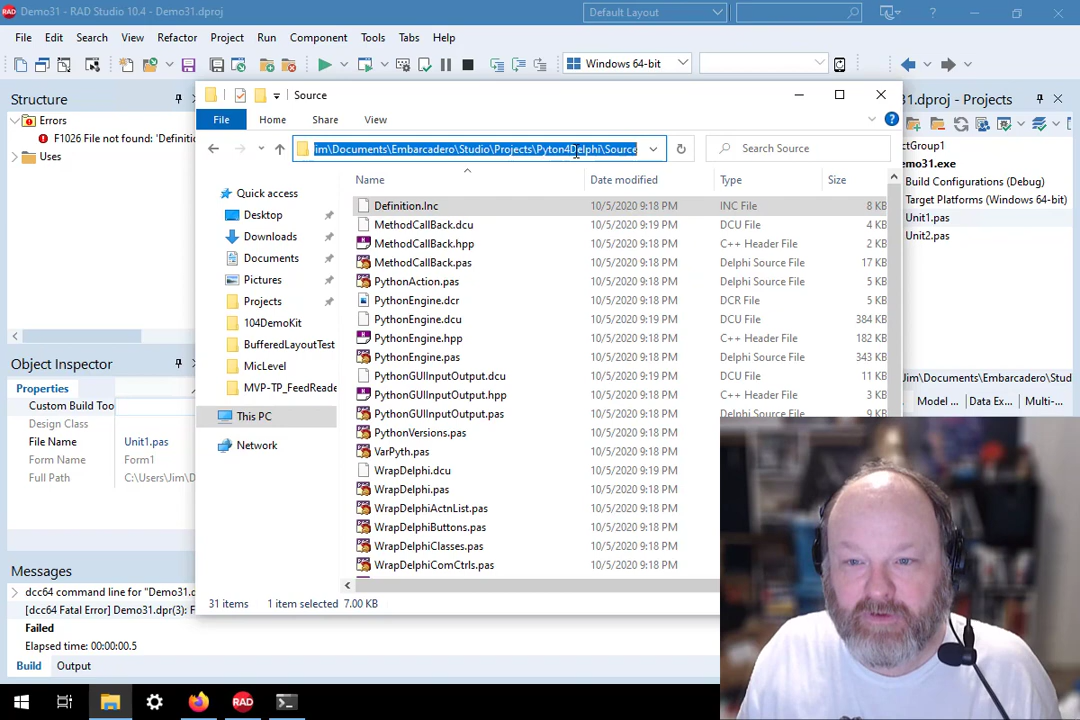 Demo31 - RAD Studio 10.4 - Demo31.dproj
Default Layout
File Edit Search View Refactor Project Run Component Tools Tabs Help
Windows 64-bit
Structure
Errors
F1026 File not found: 'Definitio
Uses
Source
31.dproj - Projects
File Home Share View
im\Documents\Embarcadero\Studio\Projects\Pyton4Delphi\Source
Search Source
ectGroup1
emo31.exe
Build Configurations (Debug)
Target Platforms (Windows 64-bit)
Unit1.pas
Unit2.pas
Quick access
Desktop
Downloads
Documents
Pictures
Projects
104DemoKit
BufferedLayoutTest
MicLevel
MVP-TP_FeedReade
This PC
Network
Name Date modified Type Size
Definition.Inc 10/5/2020 9:18 PM INC File 8 KB
MethodCallBack.dcu 10/5/2020 9:19 PM DCU File 4 KB
MethodCallBack.hpp 10/5/2020 9:18 PM C++ Header File 2 KB
MethodCallBack.pas 10/5/2020 9:18 PM Delphi Source File 17 KB
PythonAction.pas 10/5/2020 9:18 PM Delphi Source File 5 KB
PythonEngine.dcr 10/5/2020 9:18 PM DCR File 3 KB
PythonEngine.dcu 10/5/2020 9:19 PM DCU File 384 KB
PythonEngine.hpp 10/5/2020 9:18 PM C++ Header File 182 KB
PythonEngine.pas 10/5/2020 9:18 PM Delphi Source File 343 KB
PythonGUIInputOutput.dcu 10/5/2020 9:19 PM DCU File 11 KB
PythonGUIInputOutput.hpp 10/5/2020 9:18 PM C++ Header File 3 KB
PythonGUIInputOutput.pas 10/5/2020 9:18 PM Delphi Source File 9 KB
PythonVersions.pas 10/5/2020 9:18 PM
VarPyth.pas 10/5/2020 9:18 PM
WrapDelphi.dcu 10/5/2020 9:19 PM
WrapDelphi.pas 10/5/2020 9:18 PM
WrapDelphiActnList.pas 10/5/2020 9:18 PM
WrapDelphiButtons.pas 10/5/2020 9:18 PM
WrapDelphiClasses.pas 10/5/2020 9:18 PM
WrapDelphiComCtrls.pas 10/5/2020 9:18 PM
31 items 1 item selected 7.00 KB
Jim/Documents/Embarcadero/Stud
Model ... Data Ex... Multi-...
Object Inspector
Properties
Custom Build Too
Design Class
File Name Unit1.pas
Form Name Form1
Full Path C:\Users\Jim\D
Messages
dcc64 command line for "Demo31.
[dcc64 Fatal Error] Demo31.dpr(3): F
Failed
Elapsed time: 00:00:00.5
Build Output
RAD